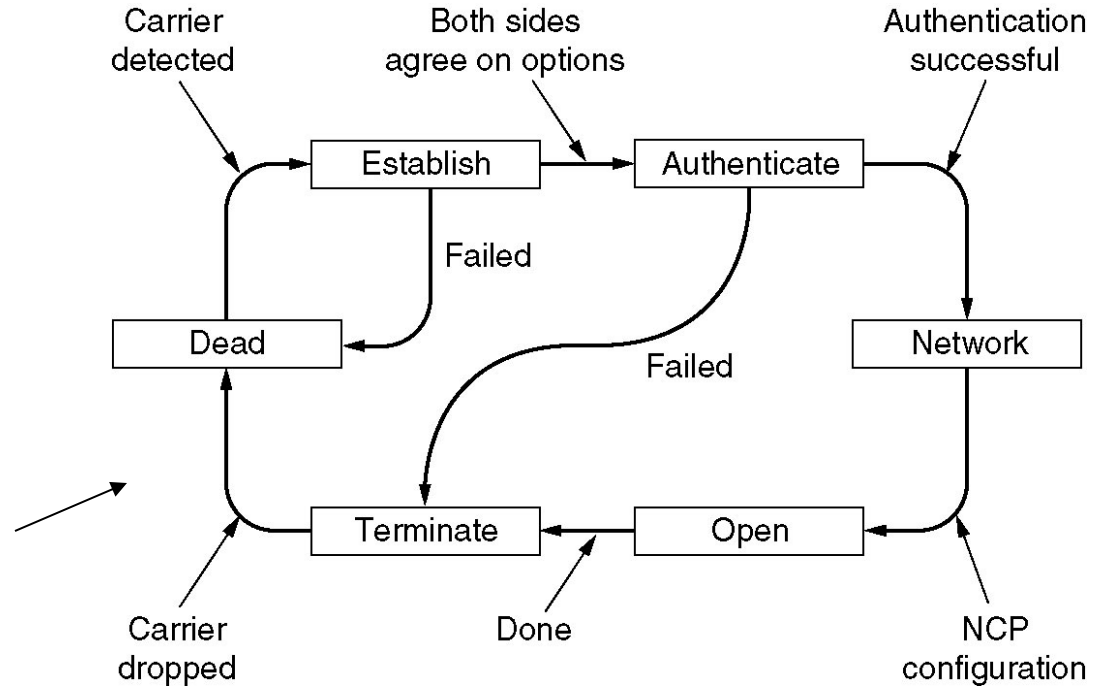 Carrier
detected
Both sides
agree on options
Authentication
successful
Establish
Authenticate
Failed
Dead
Failed
Network
Terminate
Open
Carrier
dropped
Done
NCP
configuration